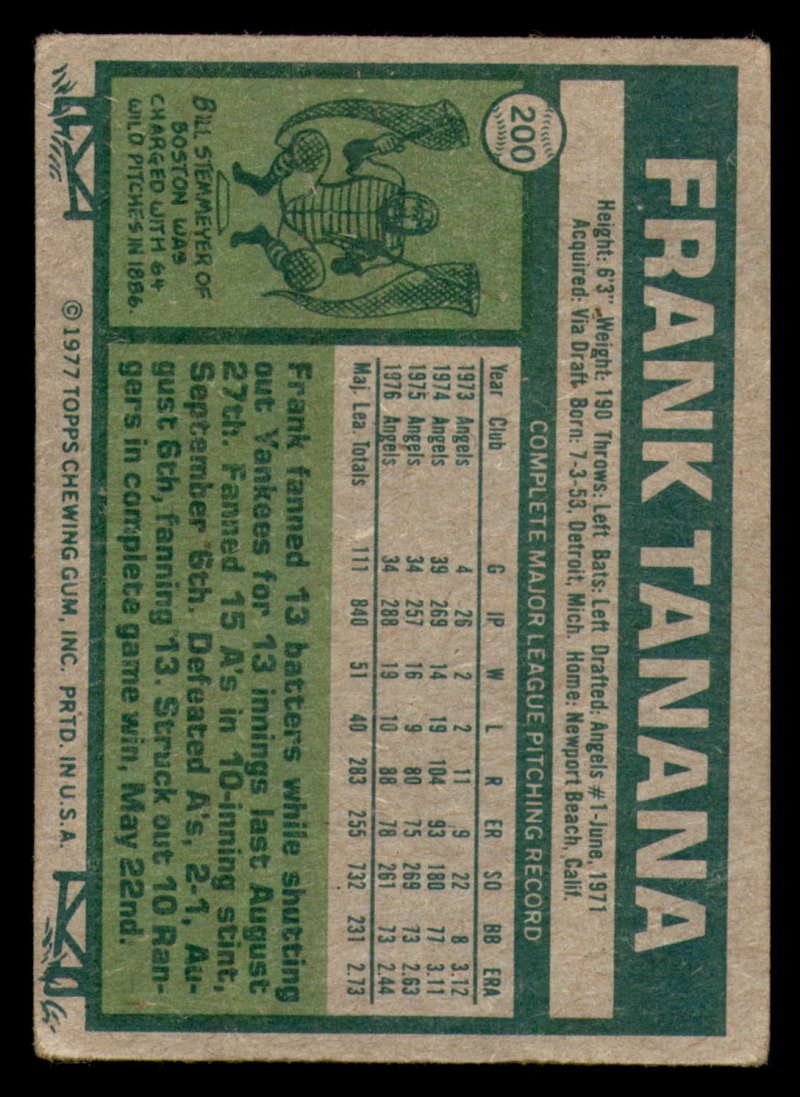 200
FRANK TANANA
Height: 6'3" Weight: 190 Throws: Left Bats: Left Drafted: Angels #1-June, 1971
Acquired: Via Draft Born: 7-3-53, Detroit, Mich. Home: Newport Beach, Calif.
COMPLETE MAJOR LEAGUE PITCHING RECORD
Year Club G IP W L R ER SO BB ERA
1973 Angels 4 26 2 2 11 9 22 8 3.12
1974 Angels 39 269 14 19 104 93 180 77 3.11
1975 Angels 34 257 16 9 80 75 269 73 2.63
1976 Angels 34 288 19 10 88 78 261 73 2.44
Maj. Lea. Totals 111 840 51 40 283 255 732 231 2.73
BILL STEMMEYER OF
BOSTON WAS
CHARGED WITH 64
WILD PITCHES IN 1886.
Frank fanned 13 batters while shutting
out Yankees for 13 innings last August
27th. Fanned 15 A's in 10-inning stint,
September 6th. Defeated A's, 2-1, Au-
gust 6th, fanning 13. Struck out 10 Ran-
gers in complete game win, May 22nd.
© 1977 TOPPS CHEWING GUM, INC. PRTD. IN U.S.A.